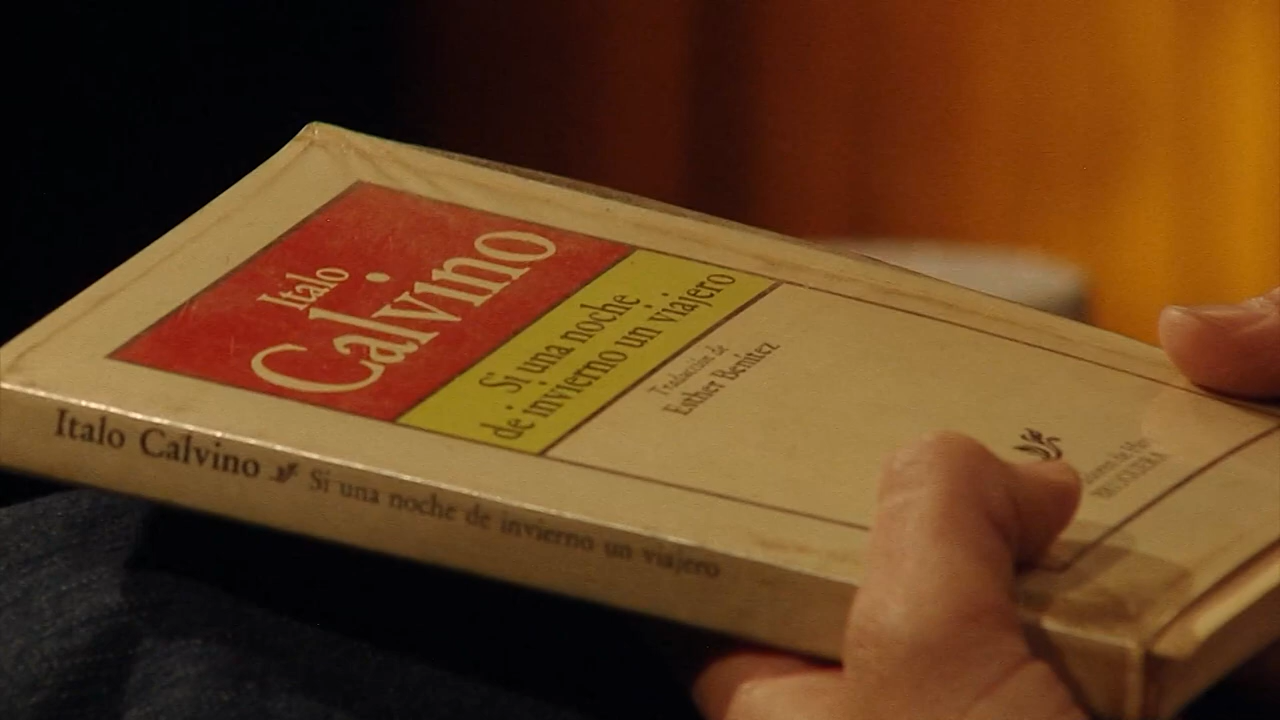 Italo
Calvino
Si una noche
de invierno un viajero
Traducción de
Esther Benítez
BRUGUERA
Italo Calvino Si una noche de invierno un viajero